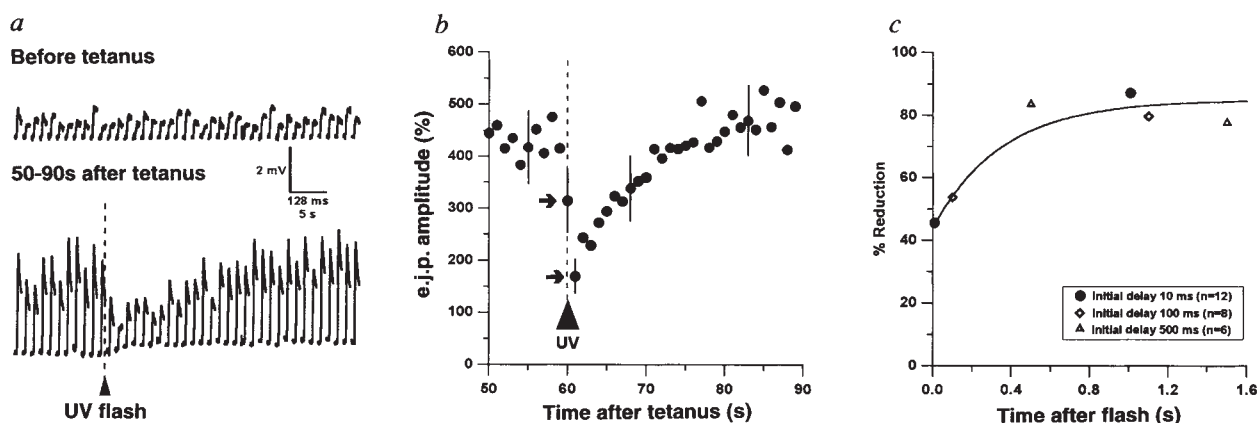 a
Before tetanus
2 mV
128 ms
5 s
50-90s after tetanus
UV flash
b
600
500
400
300
200
100
0
e.j.p. amplitude (%)
UV
50 60 70 80 90
Time after tetanus (s)
c
100
80
60
40
80
0
% Reduction
Initial delay 10 ms (n=12)
Initial delay 100 ms (n=8)
Initial delay 500 ms (n=6)
0.0 0.4 0.8 1.2 1.6
Time after flash (s)